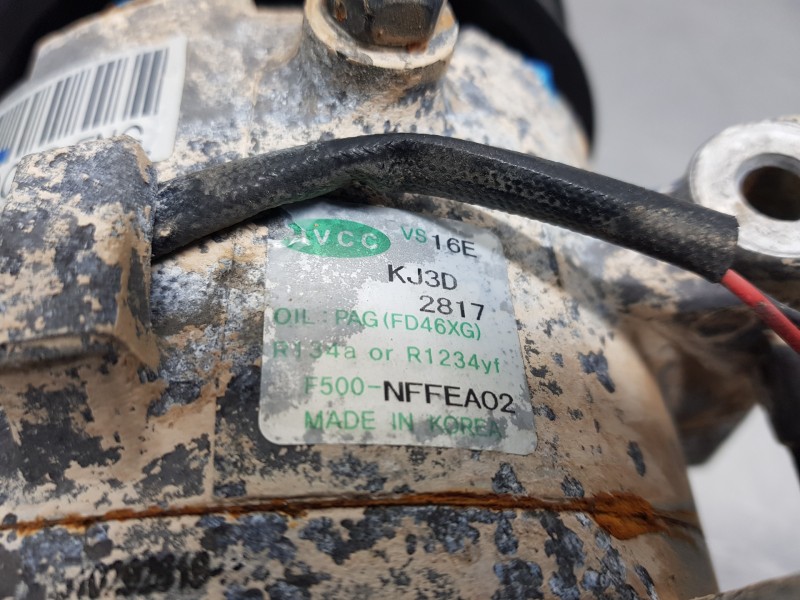 VCC VS16E
KJ3D
2817
OIL : PAG(FD46XG)
R134a or R1234yf
F500-NFFEA02
MADE IN KOREA